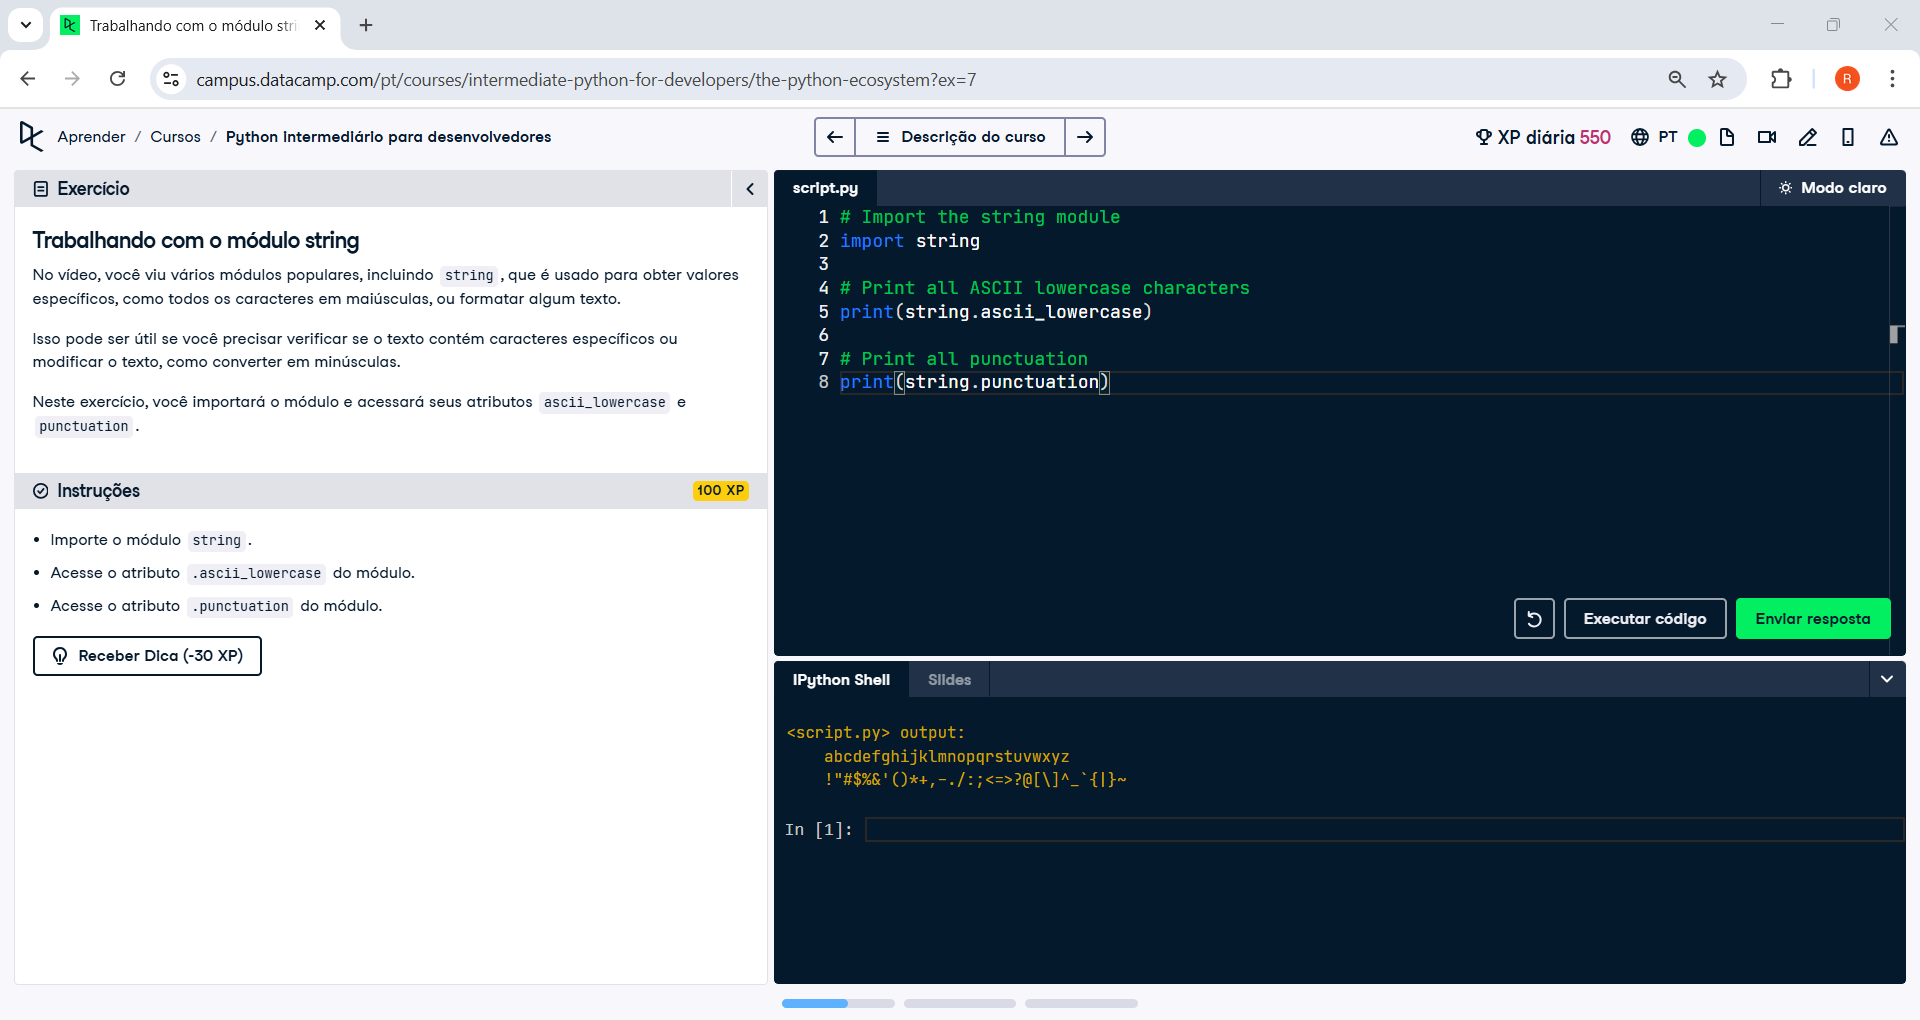 Trabalhando com o módulo stri
campus.datacamp.com/pt/courses/intermediate-python-for-developers/the-python-ecosystem?ex=7
R
Aprender / Cursos / Python intermediário para desenvolvedores
Descrição do curso
XP diária 550
PT
Exercício
Trabalhando com o módulo string
No vídeo, você viu vários módulos populares, incluindo string, que é usado para obter valores
específicos, como todos os caracteres em maiúsculas, ou formatar algum texto.
Isso pode ser útil se você precisar verificar se o texto contém caracteres específicos ou
modificar o texto, como converter em minúsculas.
Neste exercício, você importará o módulo e acessará seus atributos ascii_lowercase e
punctuation.
Instruções
100 XP
• Importe o módulo string.
• Acesse o atributo .ascii_lowercase do módulo.
• Acesse o atributo .punctuation do módulo.
Receber Dica (-30 XP)
script.py
Modo claro
1 # Import the string module
2 import string
3
4 # Print all ASCII lowercase characters
5 print(string.ascii_lowercase)
6
7 # Print all punctuation
8 print(string.punctuation)
Executar código
Enviar resposta
IPython Shell
Slides
<script.py> output:
abcdefghijklmnopqrstuvwxyz
!"#$%&'()*+,-./:;<=>?@[\]^_`{|}~
In [1]: